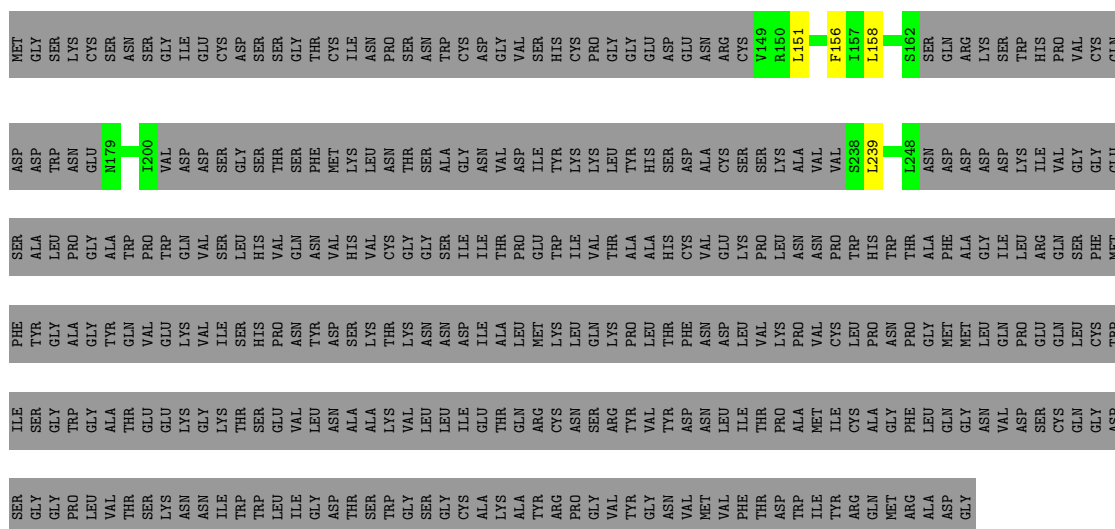 MET GLY SER LYS CYS SER ASN SER GLY ILE GLU CYS ASP SER SER GLY THR CYS ILE ASN PRO SER ASN TRP CYS ASP GLY VAL SER HIS CYS PRO GLY GLY GLU ASP GLU ASN ARG CYS V149 R150 L151 F156 I157 L158 S162 SER GLN ARG LYS SER TRP HIS PRO VAL CYS GLN
ASP ASP TRP ASN GLU N179 I200 VAL ASP ASP SER GLY SER THR SER PHE MET LYS LEU ASN THR SER ALA GLY ASN VAL ASP ILE TYR LYS LYS LEU TYR HIS SER ASP ALA CYS SER SER LYS ALA VAL VAL S238 L239 L248 ASN ASP ASP ASP ASP LYS ILE VAL GLY GLY GLU
SER ALA LEU PRO GLY ALA TRP PRO TRP GLN VAL SER LEU HIS VAL GLN ASN VAL HIS VAL CYS GLY GLY SER ILE ILE THR PRO GLU TRP ILE VAL THR ALA ALA HIS CYS VAL GLU LYS PRO LEU ASN ASN PRO TRP HIS TRP THR ALA PHE ALA GLY ILE LEU ARG GLN SER PHE MET
PHE TYR GLY ALA GLY TYR GLN VAL GLU LYS VAL ILE SER HIS PRO ASN TYR ASP SER LYS THR LYS ASN ASN ASP ILE ALA LEU MET LYS LEU GLN LYS PRO LEU THR PHE ASN ASP LEU VAL LYS PRO VAL CYS LEU PRO ASN PRO GLY MET MET LEU GLN PRO GLU GLN LEU CYS TRP
ILE SER GLY TRP GLY ALA THR GLU GLU LYS GLY LYS THR SER GLU VAL LEU ASN ALA ALA LYS VAL LEU LEU ILE GLU THR GLN ARG CYS ASN SER ARG TYR VAL TYR ASP ASN LEU ILE THR PRO ALA MET ILE CYS ALA GLY PHE LEU GLN GLY ASN VAL ASP SER CYS GLN GLY ASP
SER GLY GLY PRO LEU VAL THR SER LYS ASN ASN ILE TRP TRP LEU ILE GLY ASP THR SER TRP GLY SER GLY CYS ALA LYS ALA TYR ARG PRO GLY VAL TYR GLY ASN VAL MET VAL PHE THR ASP TRP ILE TYR ARG GLN MET ARG ALA ASP GLY